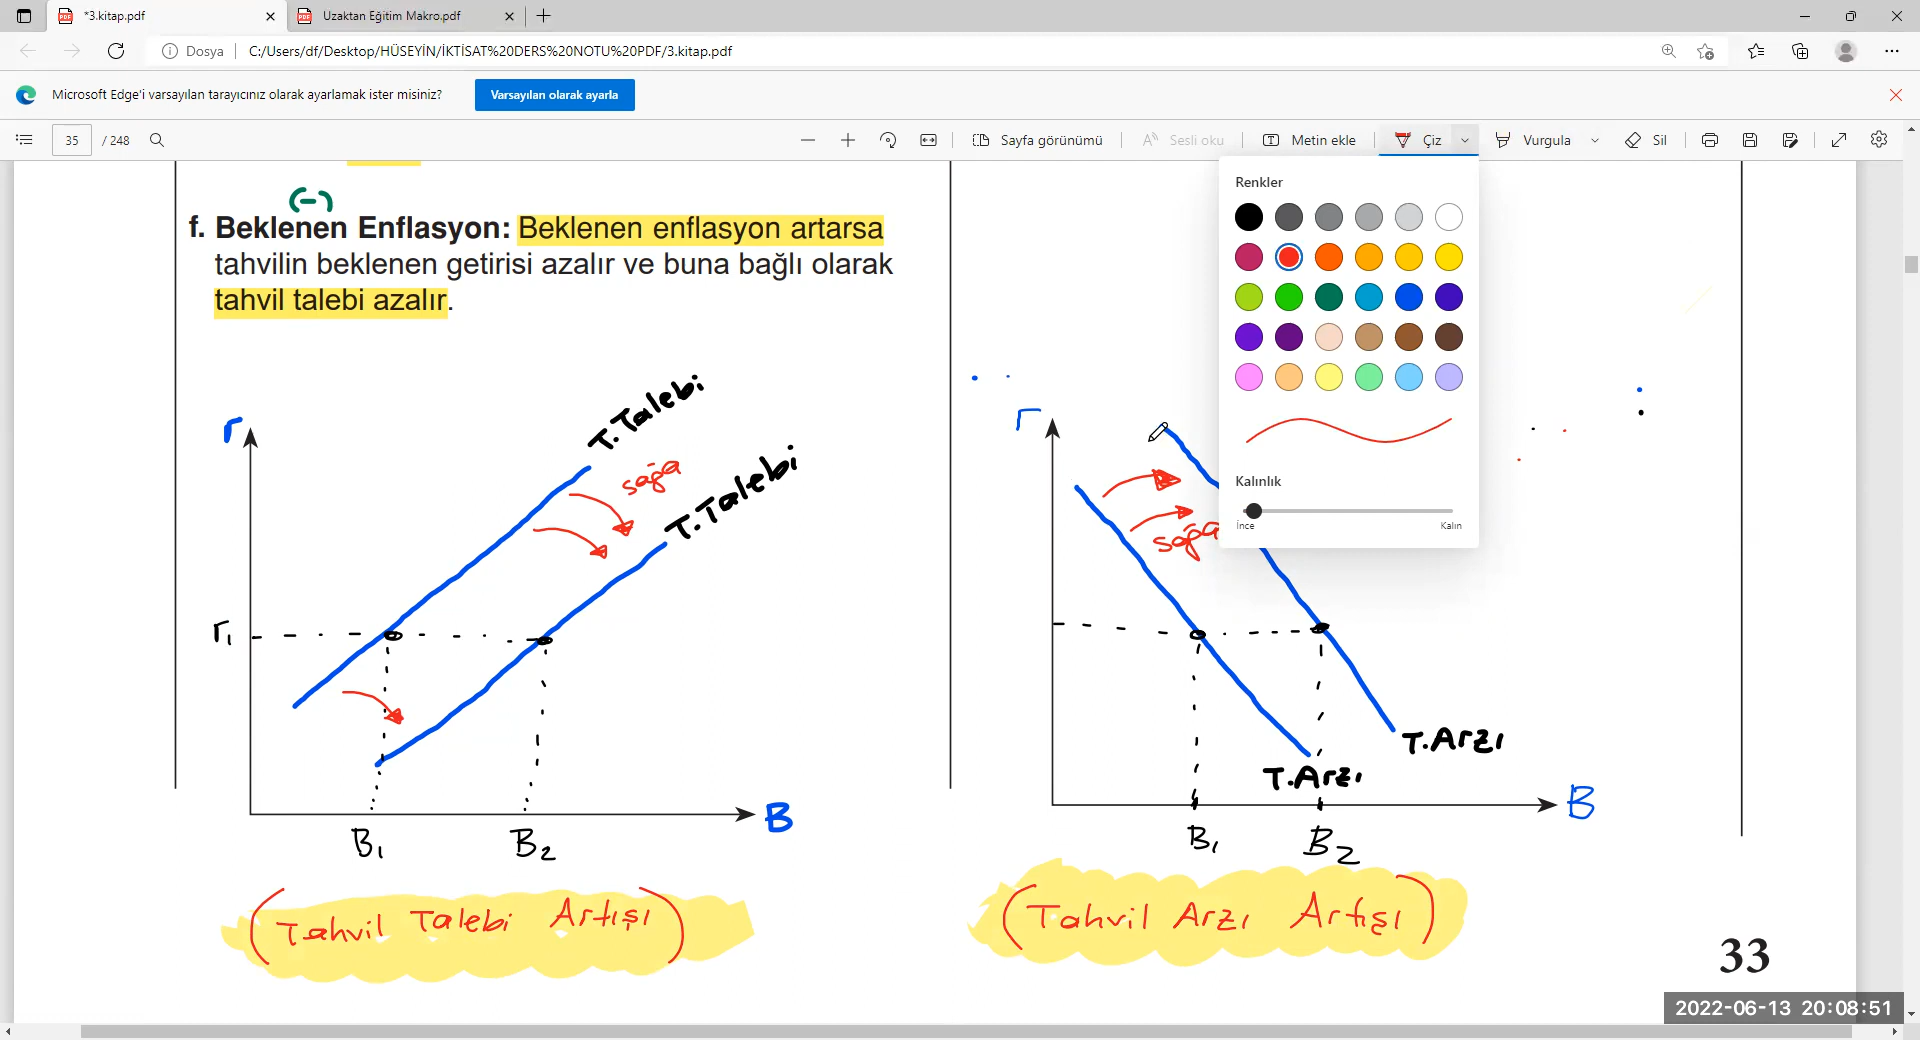 *3.kitap.pdf
Uzaktan Eğitim Makro.pdf
Dosya
C:/Users/df/Desktop/HÜSEYİN/İKTİSAT%20DERS%20NOTU%20PDF/3.kitap.pdf
Microsoft Edge'i varsayılan tarayıcınız olarak ayarlamak ister misiniz?
Varsayılan olarak ayarla
35 / 248
Sayfa görünümü
Sesli oku
Metin ekle
Çiz
Vurgula
Sil
Renkler
Kalınlık
İnce
Kalın
(-)
f. Beklenen Enflasyon: Beklenen enflasyon artarsa
tahvilin beklenen getirisi azalır ve buna bağlı olarak
tahvil talebi azalır.
r
T.Talebi
T.Talebi
sağa
r1
B
B1
B2
(Tahvil Talebi Artışı)
r
sağa
T.Arzı
T.Arzı
B
B1
B2
(Tahvil Arzı Artışı)
33
2022-06-13 20:08:51